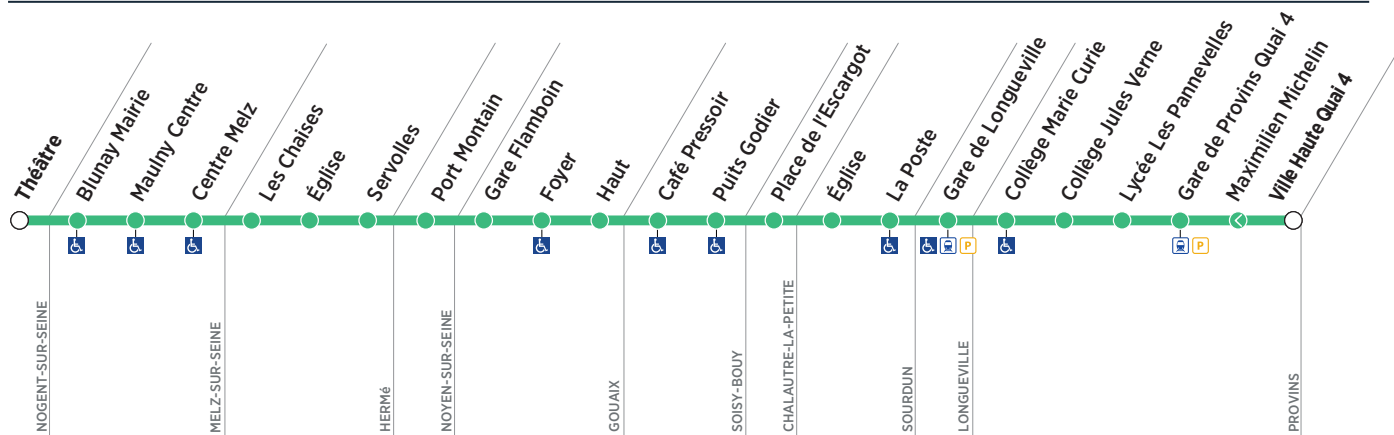 Théâtre
Blunay Mairie
Maulny Centre
Centre Melz
Les Chaises
Église
Servolles
Port Montain
Gare Flamboin
Foyer
Haut
Café Pressoir
Puits Godier
Place de l'Escargot
Église
La Poste
Gare de Longueville
Collège Marie Curie
Collège Jules Verne
Lycée Les Pannevelles
Gare de Provins Quai 4
Maximilien Michelin
Ville Haute Quai 4
P
P
NOGENT-SUR-SEINE
MELZ-SUR-SEINE
HERMé
NOYEN-SUR-SEINE
GOUAIX
SOISY-BOUY
CHALAUTRE-LA-PETITE
SOURDUN
LONGUEVILLE
PROVINS